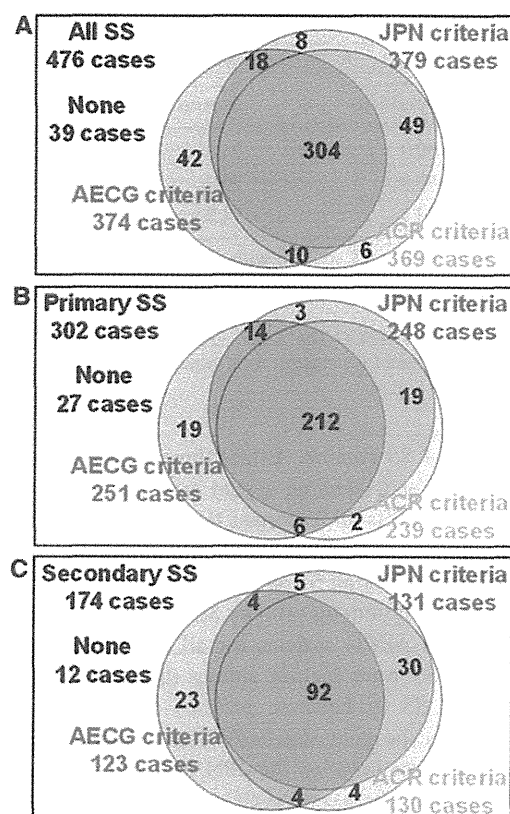 A
All SS
476 cases
8
JPN criteria
379 cases
18
None
39 cases
49
304
42
AECG criteria
374 cases
ACR criteria
369 cases
10
6
B
Primary SS
302 cases
3
JPN criteria
248 cases
14
None
27 cases
19
212
19
AECG criteria
251 cases
ACR criteria
239 cases
6
2
C
Secondary SS
174 cases
5
JPN criteria
131 cases
4
None
12 cases
30
92
23
AECG criteria
123 cases
ACR criteria
130 cases
4
4